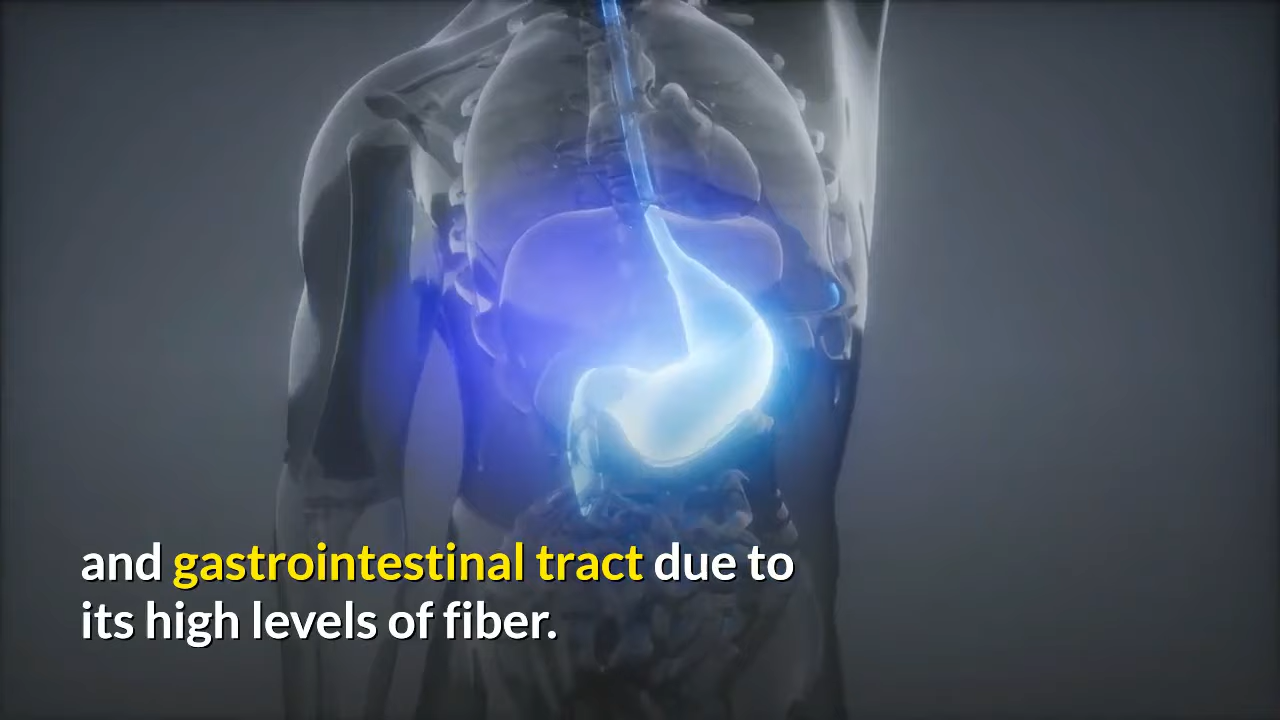 and gastrointestinal tract due to
its high levels of fiber.